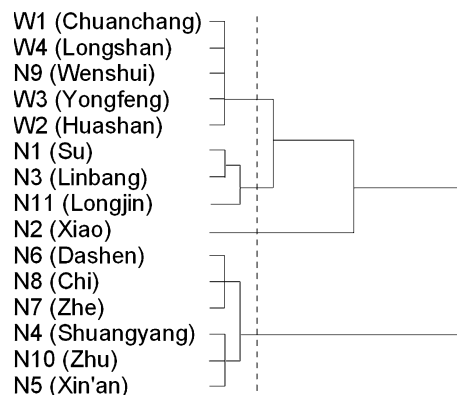 W1 (Chuanchang)
W4 (Longshan)
N9 (Wenshui)
W3 (Yongfeng)
W2 (Huashan)
N1 (Su)
N3 (Linbang)
N11 (Longjin)
N2 (Xiao)
N6 (Dashen)
N8 (Chi)
N7 (Zhe)
N4 (Shuangyang)
N10 (Zhu)
N5 (Xin'an)